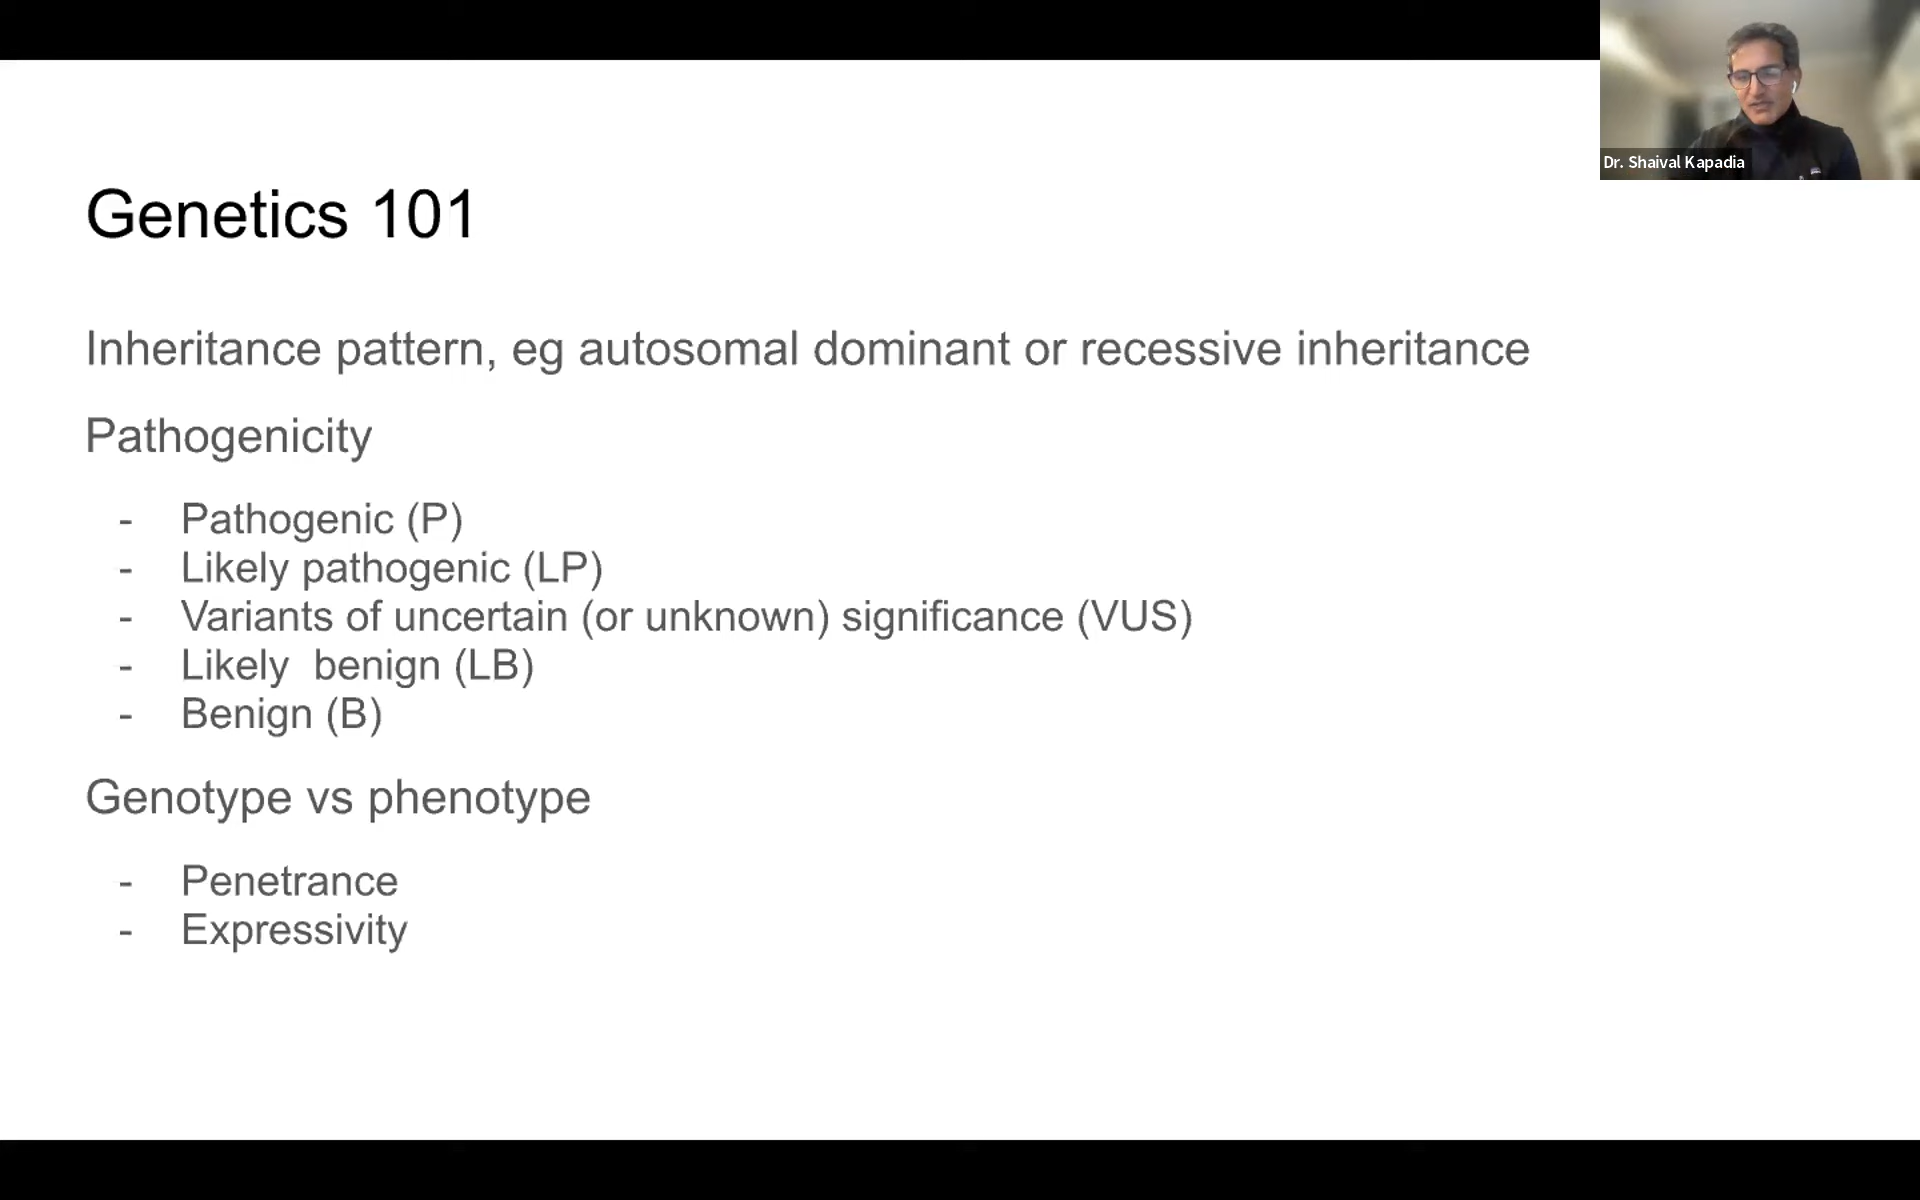 Dr. Shaival Kapadia
Genetics 101
Inheritance pattern, eg autosomal dominant or recessive inheritance
Pathogenicity
- Pathogenic (P)
- Likely pathogenic (LP)
- Variants of uncertain (or unknown) significance (VUS)
- Likely  benign (LB)
- Benign (B)
Genotype vs phenotype
- Penetrance
- Expressivity